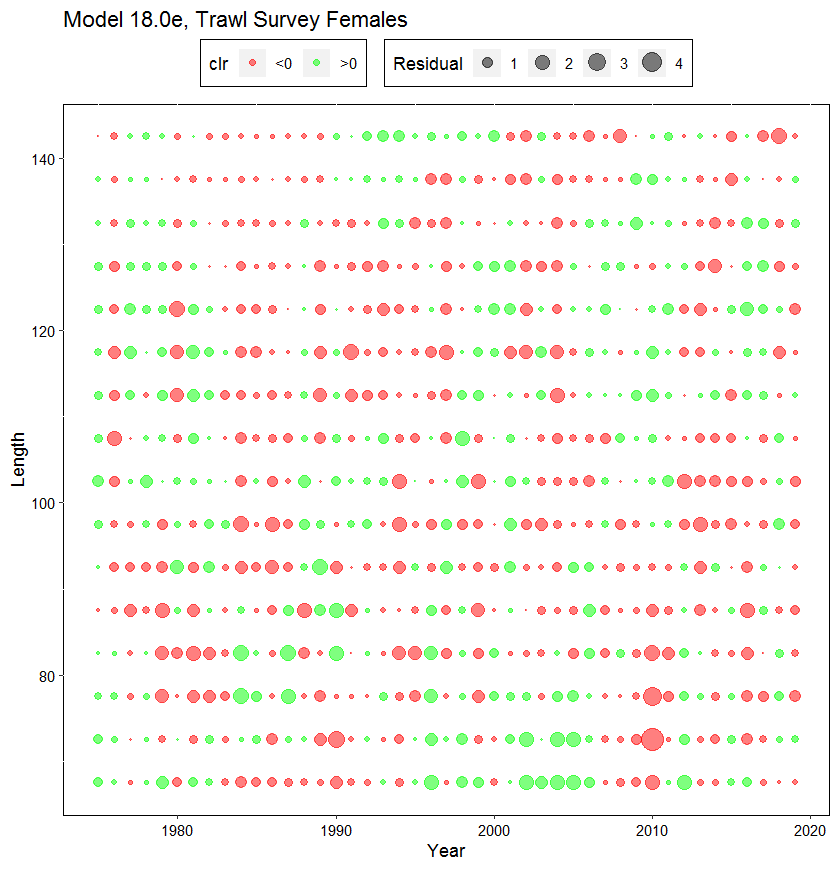 Model 18.0e, Trawl Survey Females
clr <0 >0 Residual 1 2 3 4
140
120
100
80
Length
1980 1990 2000 2010 2020
Year